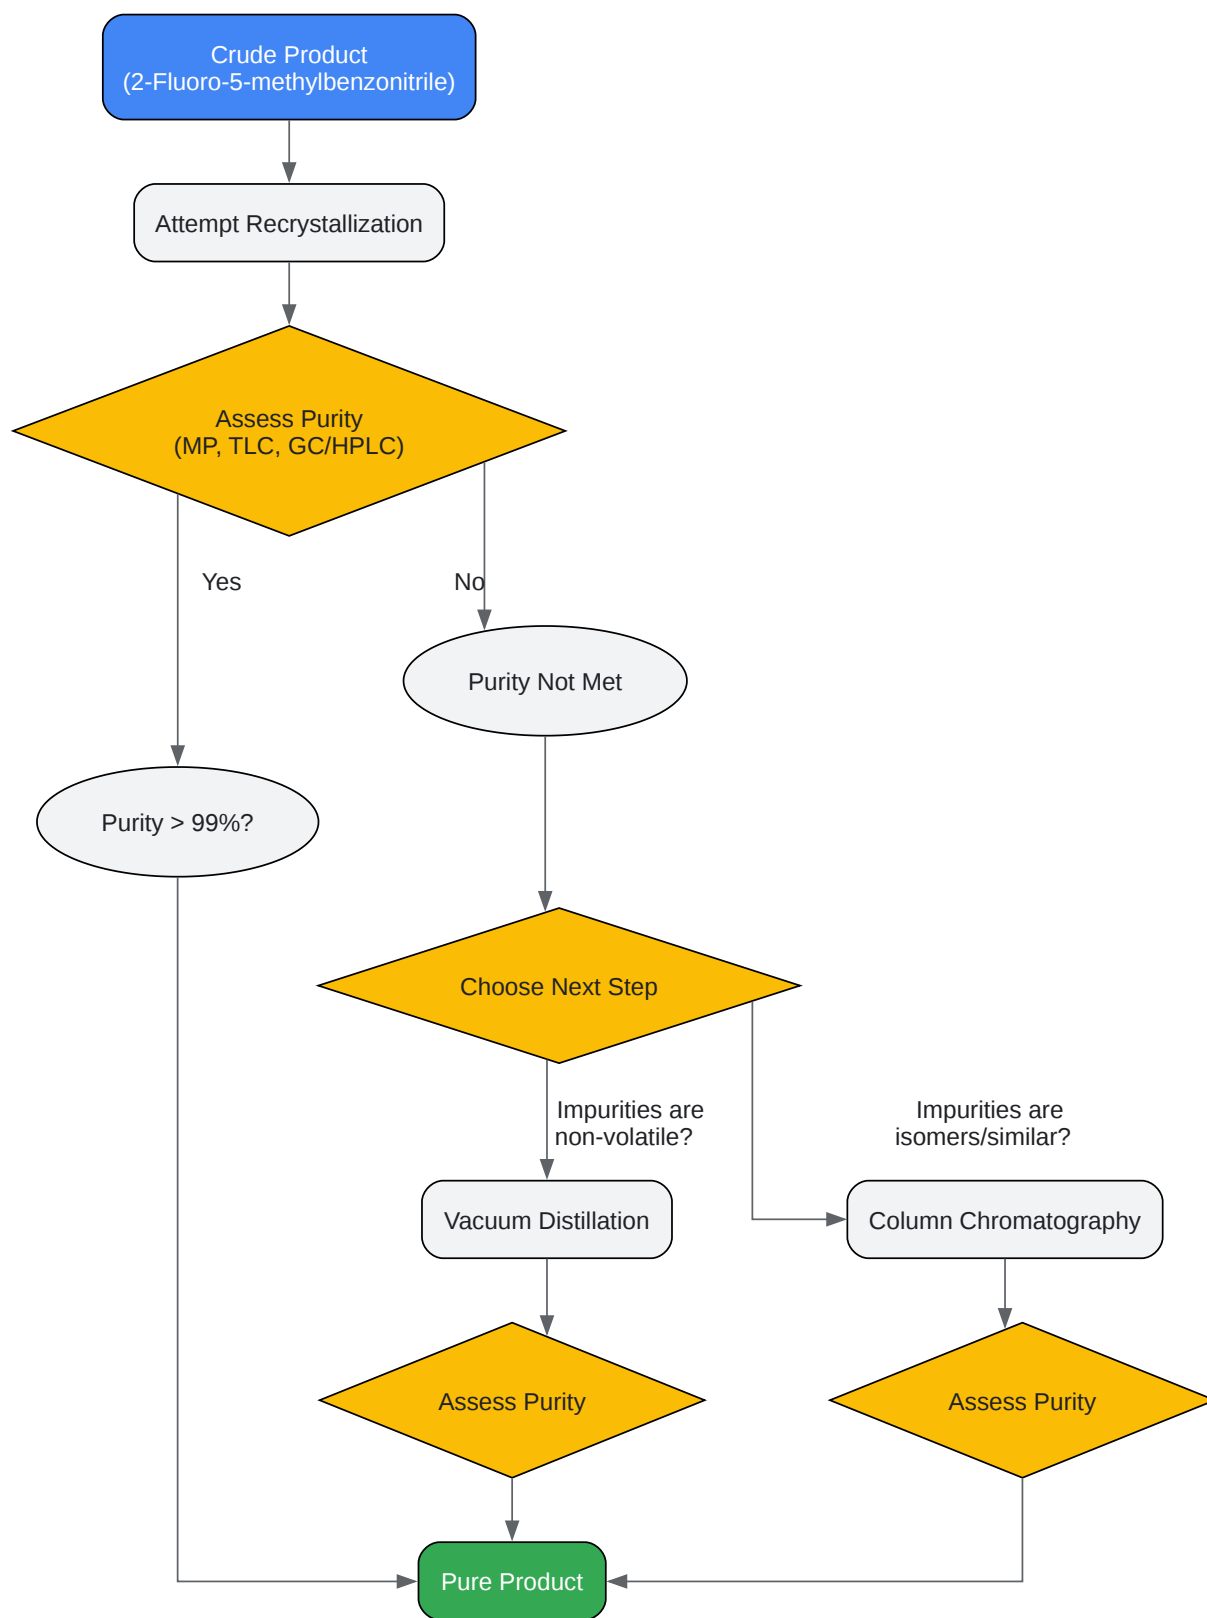 Crude Product
(2-Fluoro-5-methylbenzonitrile)
Attempt Recrystallization
Assess Purity
(MP, TLC, GC/HPLC)
Yes
No
Purity Not Met
Purity > 99%?
Choose Next Step
Impurities are
non-volatile?
Impurities are
isomers/similar?
Vacuum Distillation
Column Chromatography
Assess Purity
Assess Purity
Pure Product